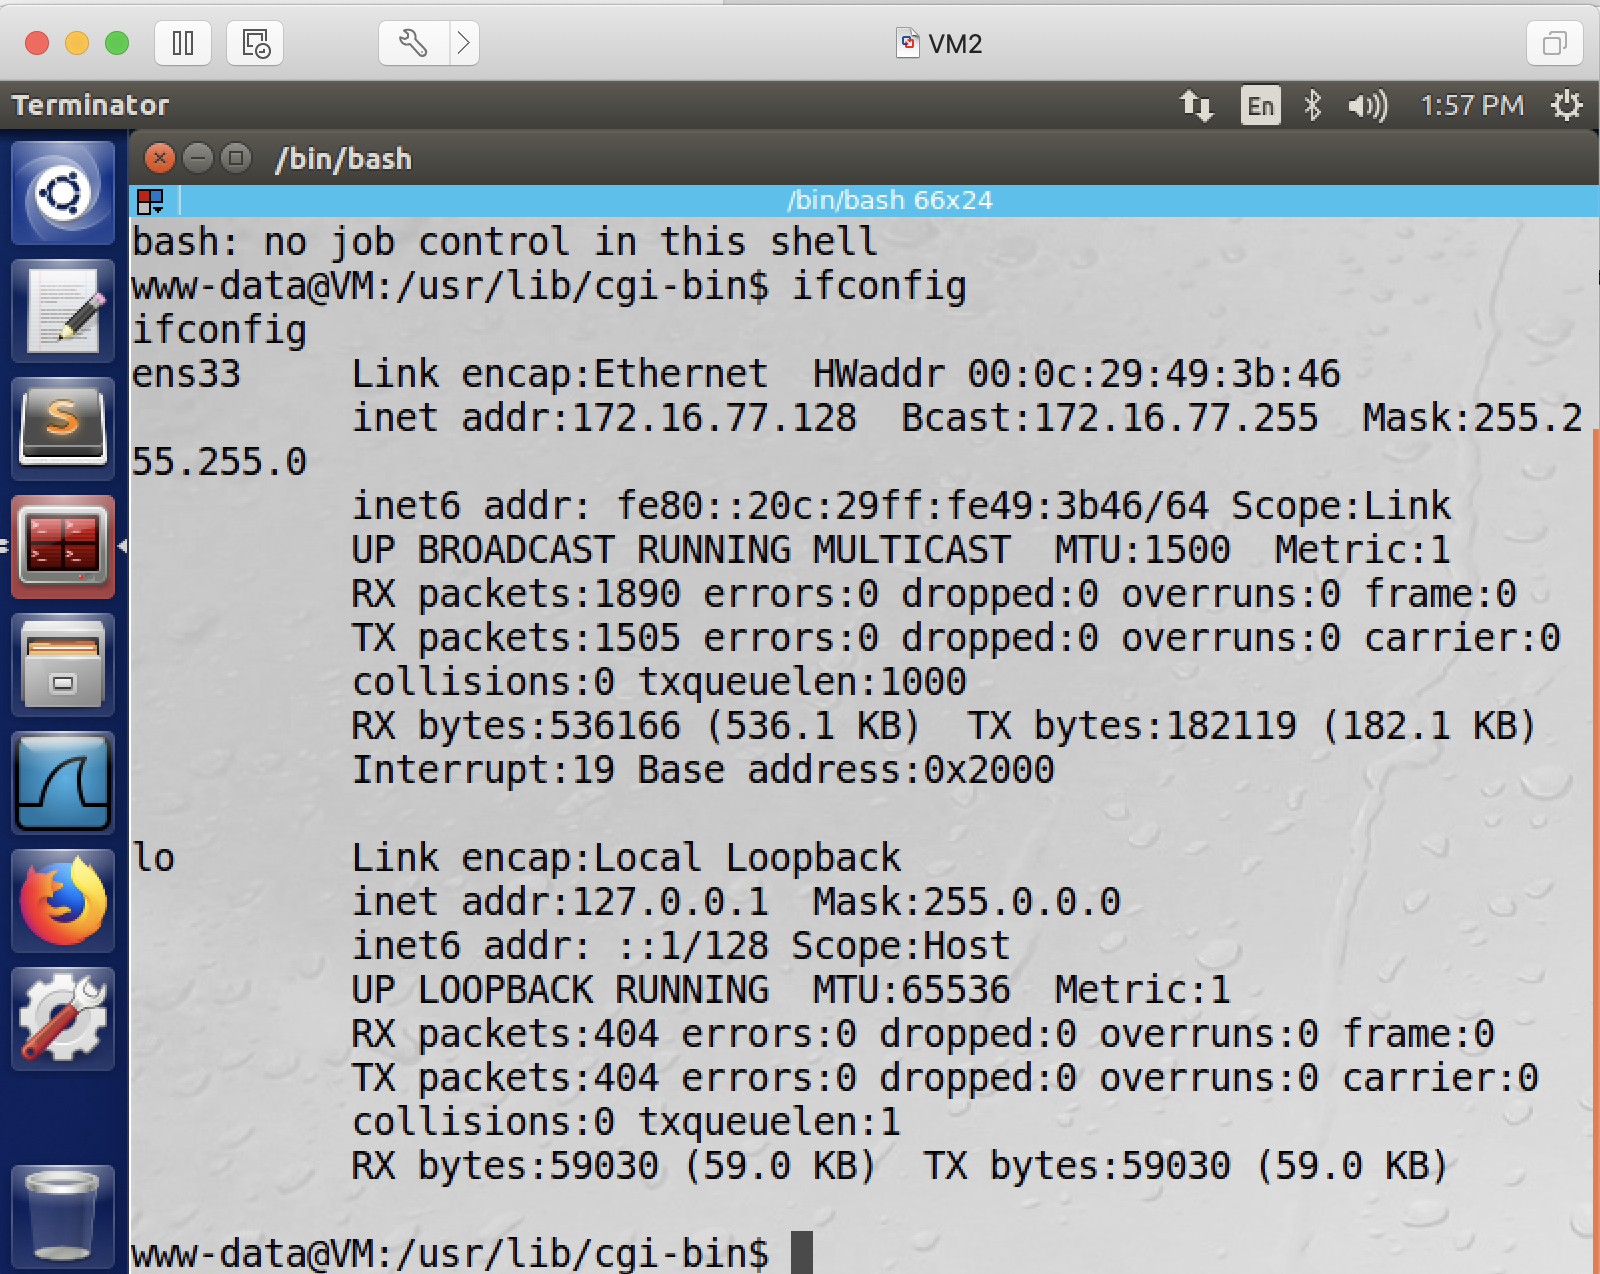 VM2
Terminator
En
1:57 PM
/bin/bash
/bin/bash 66x24
bash: no job control in this shell
www-data@VM:/usr/lib/cgi-bin$ ifconfig
ifconfig
ens33     Link encap:Ethernet  HWaddr 00:0c:29:49:3b:46
          inet addr:172.16.77.128  Bcast:172.16.77.255  Mask:255.2
55.255.0
          inet6 addr: fe80::20c:29ff:fe49:3b46/64 Scope:Link
          UP BROADCAST RUNNING MULTICAST  MTU:1500  Metric:1
          RX packets:1890 errors:0 dropped:0 overruns:0 frame:0
          TX packets:1505 errors:0 dropped:0 overruns:0 carrier:0
          collisions:0 txqueuelen:1000
          RX bytes:536166 (536.1 KB)  TX bytes:182119 (182.1 KB)
          Interrupt:19 Base address:0x2000
lo        Link encap:Local Loopback
          inet addr:127.0.0.1  Mask:255.0.0.0
          inet6 addr: ::1/128 Scope:Host
          UP LOOPBACK RUNNING  MTU:65536  Metric:1
          RX packets:404 errors:0 dropped:0 overruns:0 frame:0
          TX packets:404 errors:0 dropped:0 overruns:0 carrier:0
          collisions:0 txqueuelen:1
          RX bytes:59030 (59.0 KB)  TX bytes:59030 (59.0 KB)
www-data@VM:/usr/lib/cgi-bin$